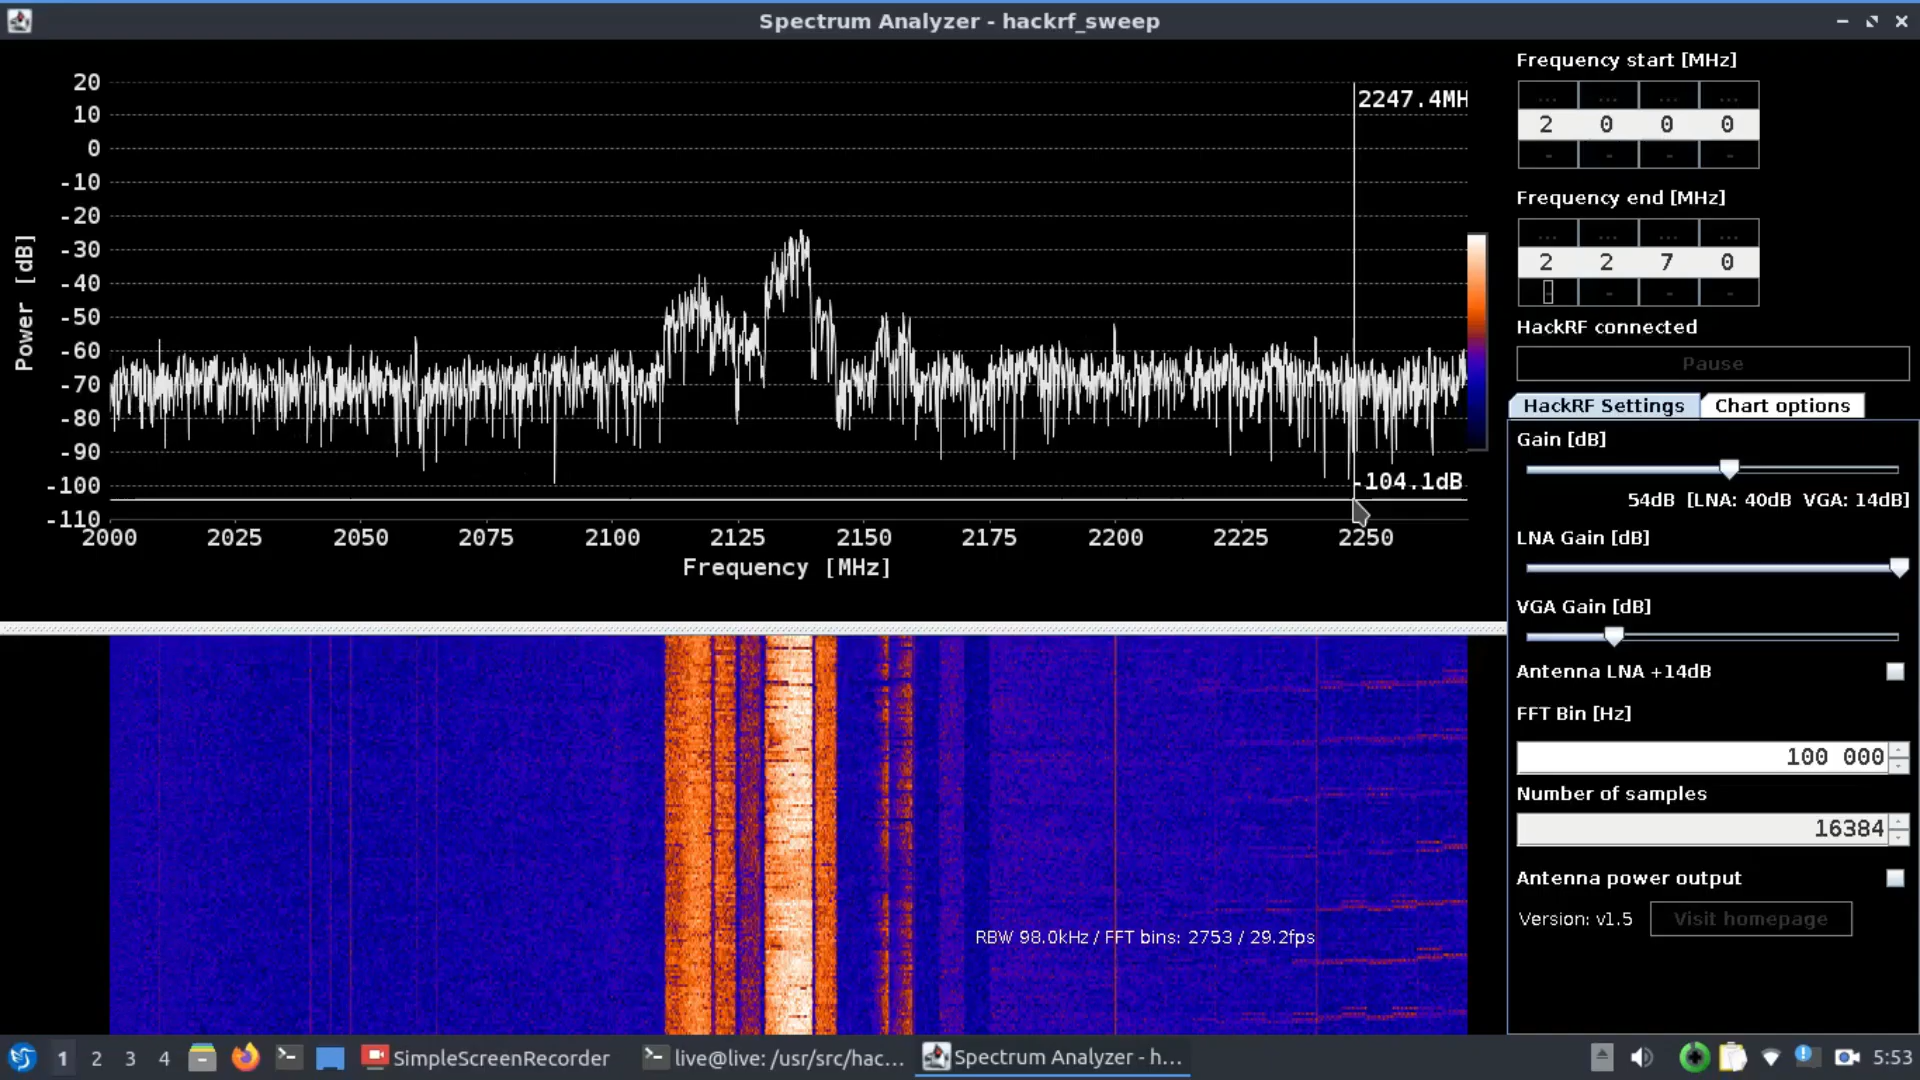 Spectrum Analyzer - hackrf_sweep
20
10
0
-10
-20
-30
-40
-50
-60
-70
-80
-90
-100
-110
Power [dB]
2247.4MH
-104.1dB
2000 2025 2050 2075 2100 2125 2150 2175 2200 2225 2250
Frequency [MHz]
RBW 98.0kHz / FFT bins: 2753 / 29.2fps
Frequency start [MHz]
... ... ... ...
2 0 0 0
- - - -
Frequency end [MHz]
... ... ... ...
2 2 7 0
- - - -
HackRF connected
Pause
HackRF Settings Chart options
Gain [dB]
54dB [LNA: 40dB VGA: 14dB]
LNA Gain [dB]
VGA Gain [dB]
Antenna LNA +14dB
FFT Bin [Hz]
100 000
Number of samples
16384
Antenna power output
Version: v1.5 Visit homepage
1 2 3 4 SimpleScreenRecorder live@live: /usr/src/hac... Spectrum Analyzer - h... 5:53